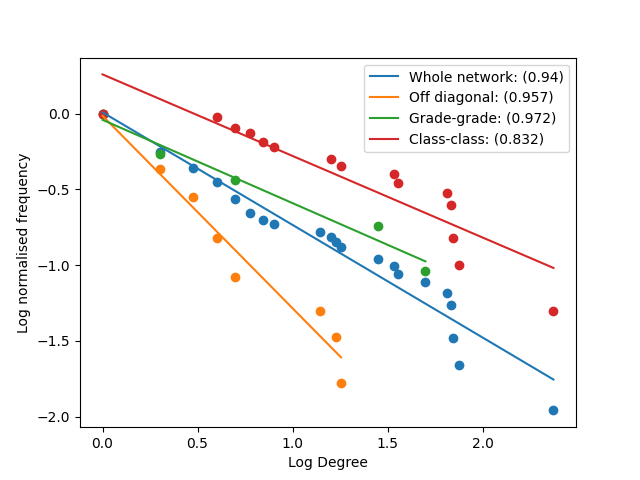 Whole network: (0.94)
Off diagonal: (0.957)
Grade-grade: (0.972)
Class-class: (0.832)
0.0
−0.5
−1.0
−1.5
−2.0
Log normalised frequency
0.0 0.5 1.0 1.5 2.0
Log Degree